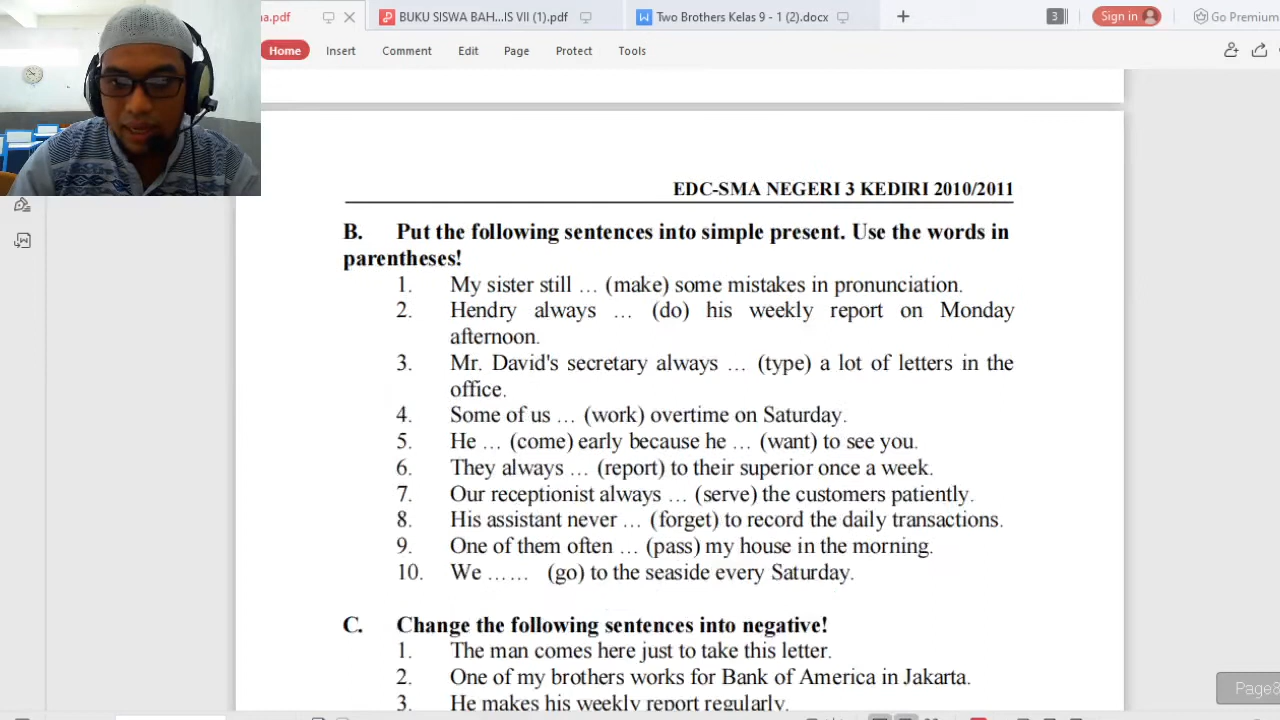 na.pdf
BUKU SISWA BAH...IS VII (1).pdf
Two Brothers Kelas 9 - 1 (2).docx
3
Sign in
Go Premium
Home
Insert
Comment
Edit
Page
Protect
Tools
EDC-SMA NEGERI 3 KEDIRI 2010/2011
B. Put the following sentences into simple present. Use the words in
parentheses!
1. My sister still … (make) some mistakes in pronunciation.
2. Hendry always … (do) his weekly report on Monday
afternoon.
3. Mr. David's secretary always … (type) a lot of letters in the
office.
4. Some of us … (work) overtime on Saturday.
5. He … (come) early because he … (want) to see you.
6. They always … (report) to their superior once a week.
7. Our receptionist always … (serve) the customers patiently.
8. His assistant never … (forget) to record the daily transactions.
9. One of them often … (pass) my house in the morning.
10. We …… (go) to the seaside every Saturday.
C. Change the following sentences into negative!
1. The man comes here just to take this letter.
2. One of my brothers works for Bank of America in Jakarta.
3. He makes his weekly report regularly.
Page8